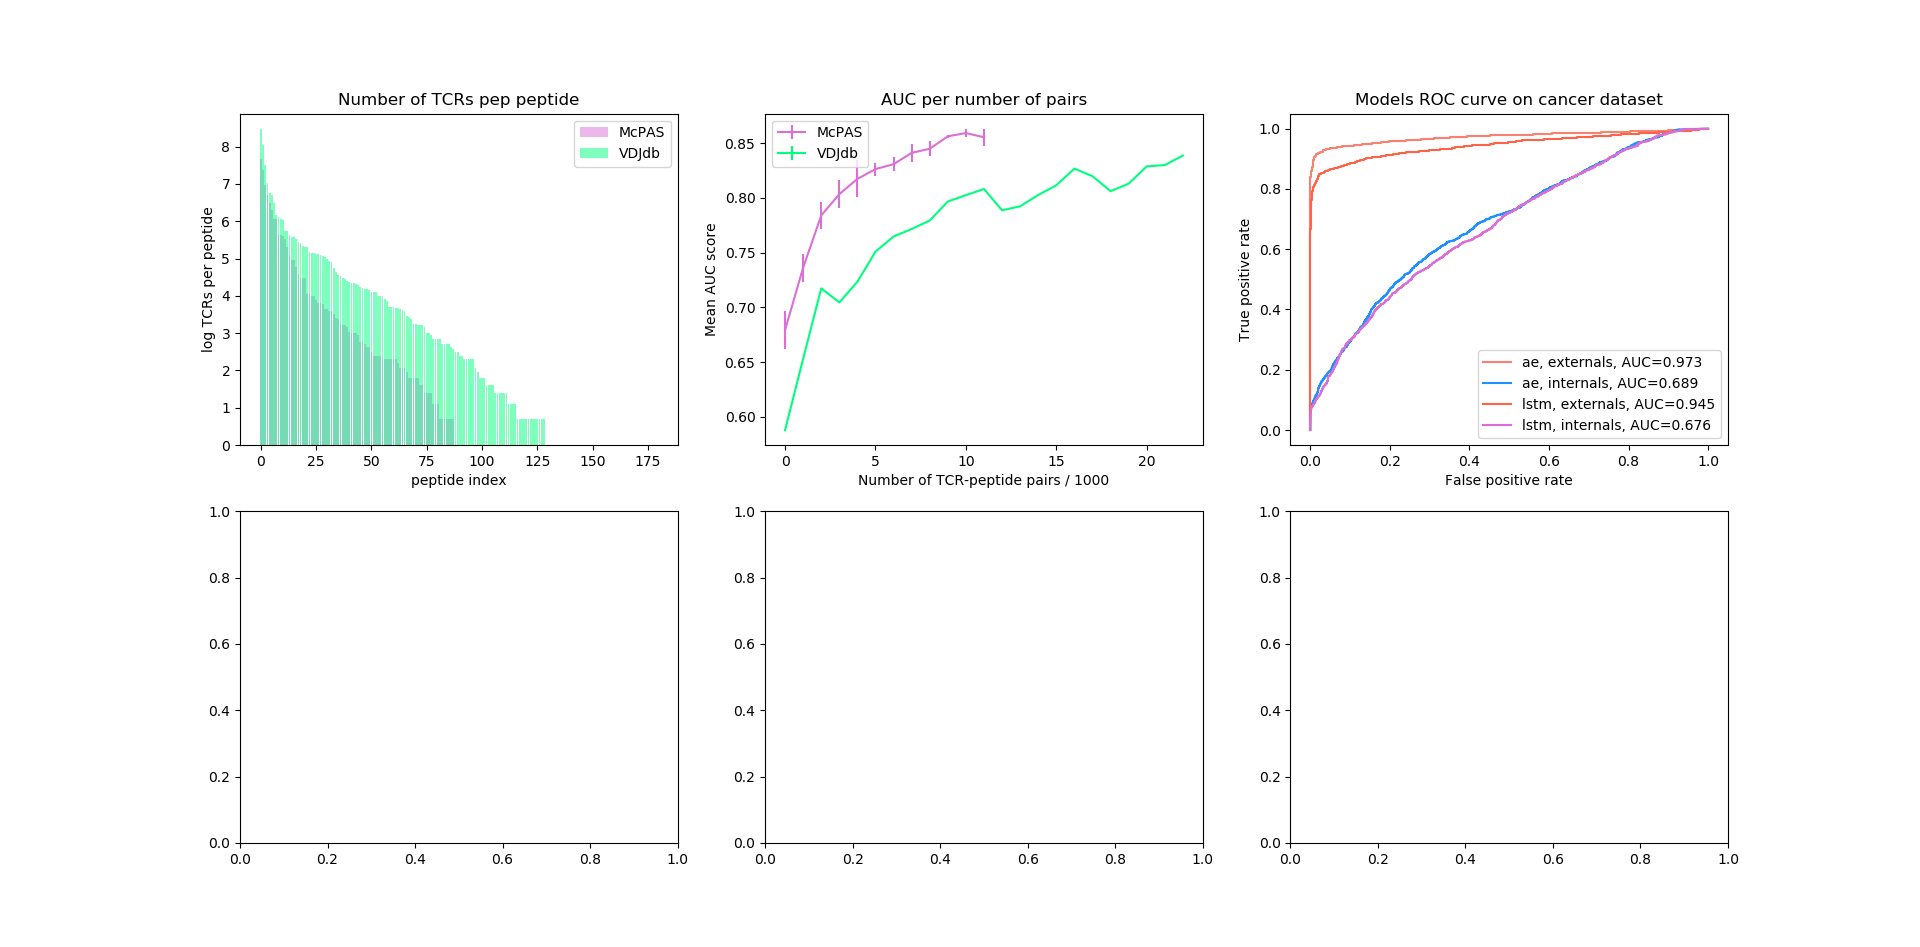 Number of TCRs pep peptide
McPAS
VDJdb
8
7
6
5
4
3
2
1
0
log TCRs per peptide
0 25 50 75 100 125 150 175
peptide index
AUC per number of pairs
McPAS
VDJdb
0.85
0.80
0.75
0.70
0.65
0.60
Mean AUC score
0 5 10 15 20
Number of TCR-peptide pairs / 1000
Models ROC curve on cancer dataset
1.0
0.8
0.6
0.4
0.2
0.0
True positive rate
ae, externals, AUC=0.973
ae, internals, AUC=0.689
lstm, externals, AUC=0.945
lstm, internals, AUC=0.676
0.0 0.2 0.4 0.6 0.8 1.0
False positive rate
1.0
0.8
0.6
0.4
0.2
0.0
0.0 0.2 0.4 0.6 0.8 1.0
1.0
0.8
0.6
0.4
0.2
0.0
0.0 0.2 0.4 0.6 0.8 1.0
1.0
0.8
0.6
0.4
0.2
0.0
0.0 0.2 0.4 0.6 0.8 1.0